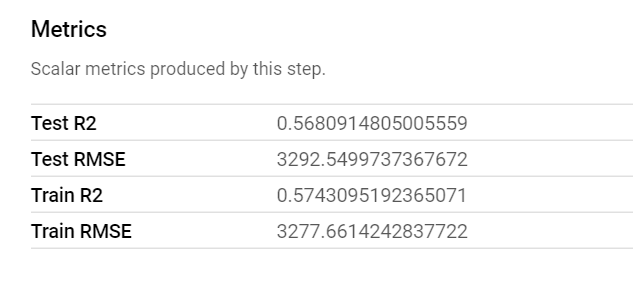 Metrics
Scalar metrics produced by this step.
Test R2 0.5680914805005559
Test RMSE 3292.5499737367672
Train R2 0.5743095192365071
Train RMSE 3277.6614242837722